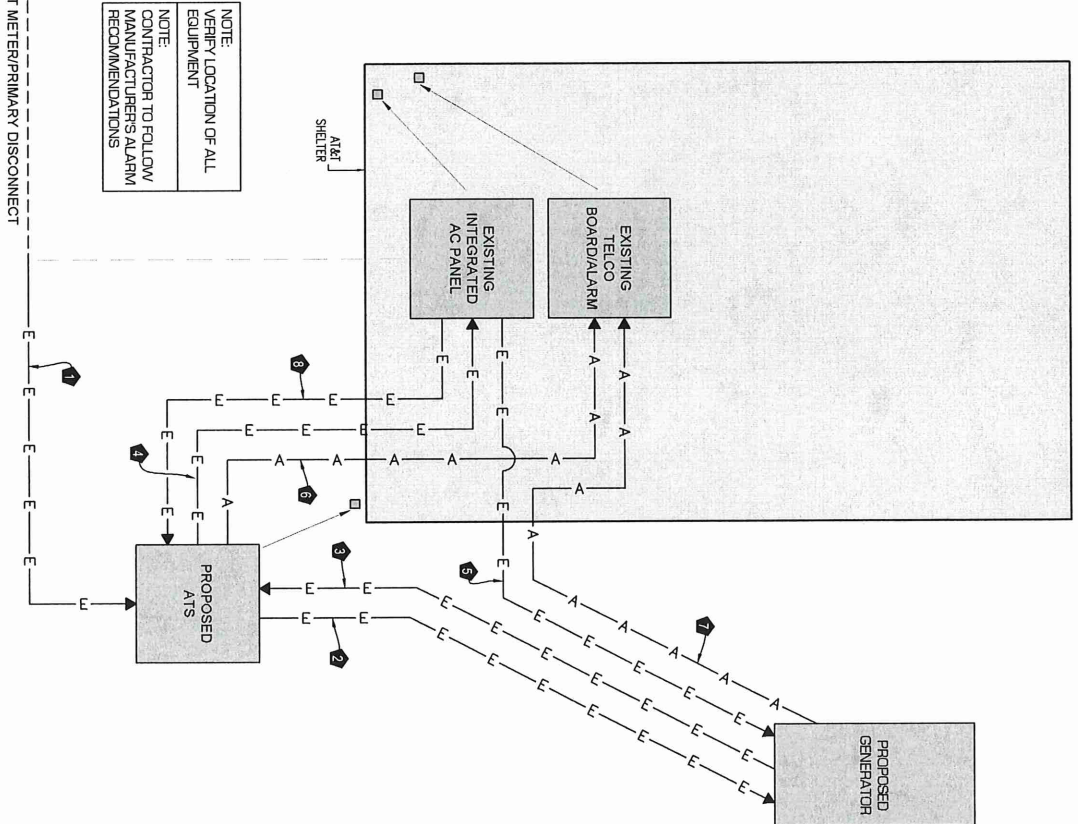 PROPOSED
GENERATOR
EXISTING
TELCO
BOARD/ALARM
A A A A A A A A A
7
A A A A A A A A
6
EXISTING
INTEGRATED
AC PANEL
E E E E E E E E E
5
E E E E E E E E E
3
E E E E E E E E E
2
E E E E E E E
8
E E E E E E E
4
AT&T
SHELTER
PROPOSED
ATS
NOTE:
VERIFY LOCATION OF ALL
EQUIPMENT
NOTE:
CONTRACTOR TO FOLLOW
MANUFACTURER'S ALARM
RECOMMENDATIONS
1
E E E E E E
T METER/PRIMARY DISCONNECT